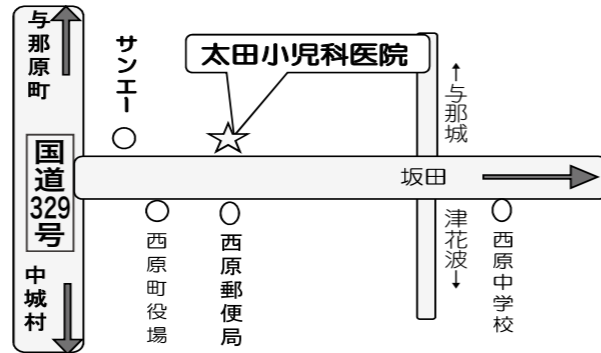 与那原町
サンエー
太田小児科医院
←与那城
国道329号
坂田
中城村
西原町役場
西原郵便局
津花波→
西原中学校